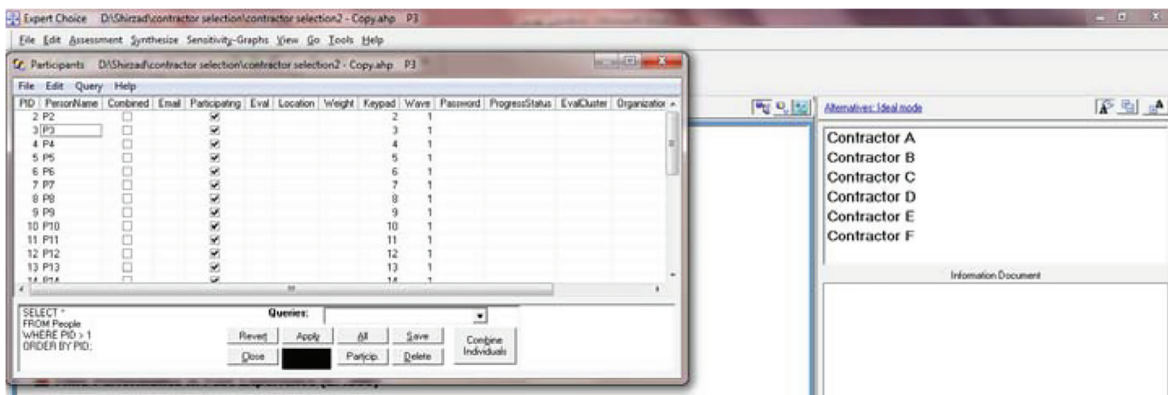 Expert Choice D:\Shirzad\contractor selection\contractor selection2 - Copy.ahp P3
File Edit Assessment Synthesize Sensitivity-Graphs View Go Tools Help
Participants D:\Shirzad\contractor selection\contractor selection2 - Copy.ahp P3
File Edit Query Help
PID PersonName Combined Email Participating Eval Location Weight Keypad Wave Password ProgressStatus EvalCluster Organization
2 P2 2 1
3 P3 3 1
4 P4 4 1
5 P5 5 1
6 P6 6 1
7 P7 7 1
8 P8 8 1
9 P9 9 1
10 P10 10 1
11 P11 11 1
12 P12 12 1
13 P13 13 1
14 P14 14 1
SELECT *
FROM People
WHERE PID > 1
ORDER BY PID;
Queries:
Revert Apply All Save
Close Particip. Delete
Combine
Individuals
Alternatives: Ideal mode
Contractor A
Contractor B
Contractor C
Contractor D
Contractor E
Contractor F
Information Document